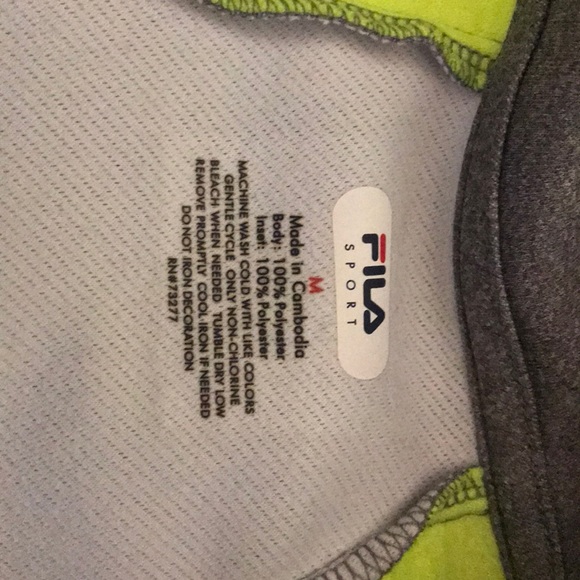 FILA
SPORT
M
Made in Cambodia
Body: 100% Polyester
Inset: 100% Polyester
MACHINE WASH COLD WITH LIKE COLORS
GENTLE CYCLE ONLY NON-CHLORINE
BLEACH WHEN NEEDED TUMBLE DRY LOW
REMOVE PROMPTLY COOL IRON IF NEEDED
DO NOT IRON DECORATION
RN#73277